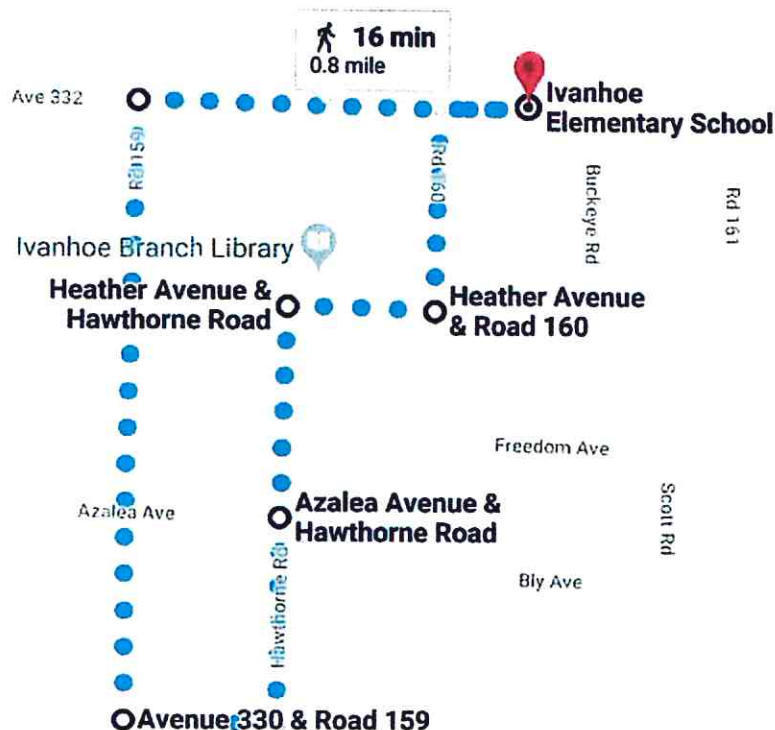 16 min
0.8 mile
Ave 332
Ivanhoe
Elementary School
Rd 159
Rd 160
Buckeye Rd
Rd 161
Ivanhoe Branch Library
Heather Avenue &
Hawthorne Road
Heather Avenue
& Road 160
Freedom Ave
Azalea Ave
Azalea Avenue &
Hawthorne Road
Scott Rd
Hawthorne Rd
Bly Ave
Avenue 330 & Road 159